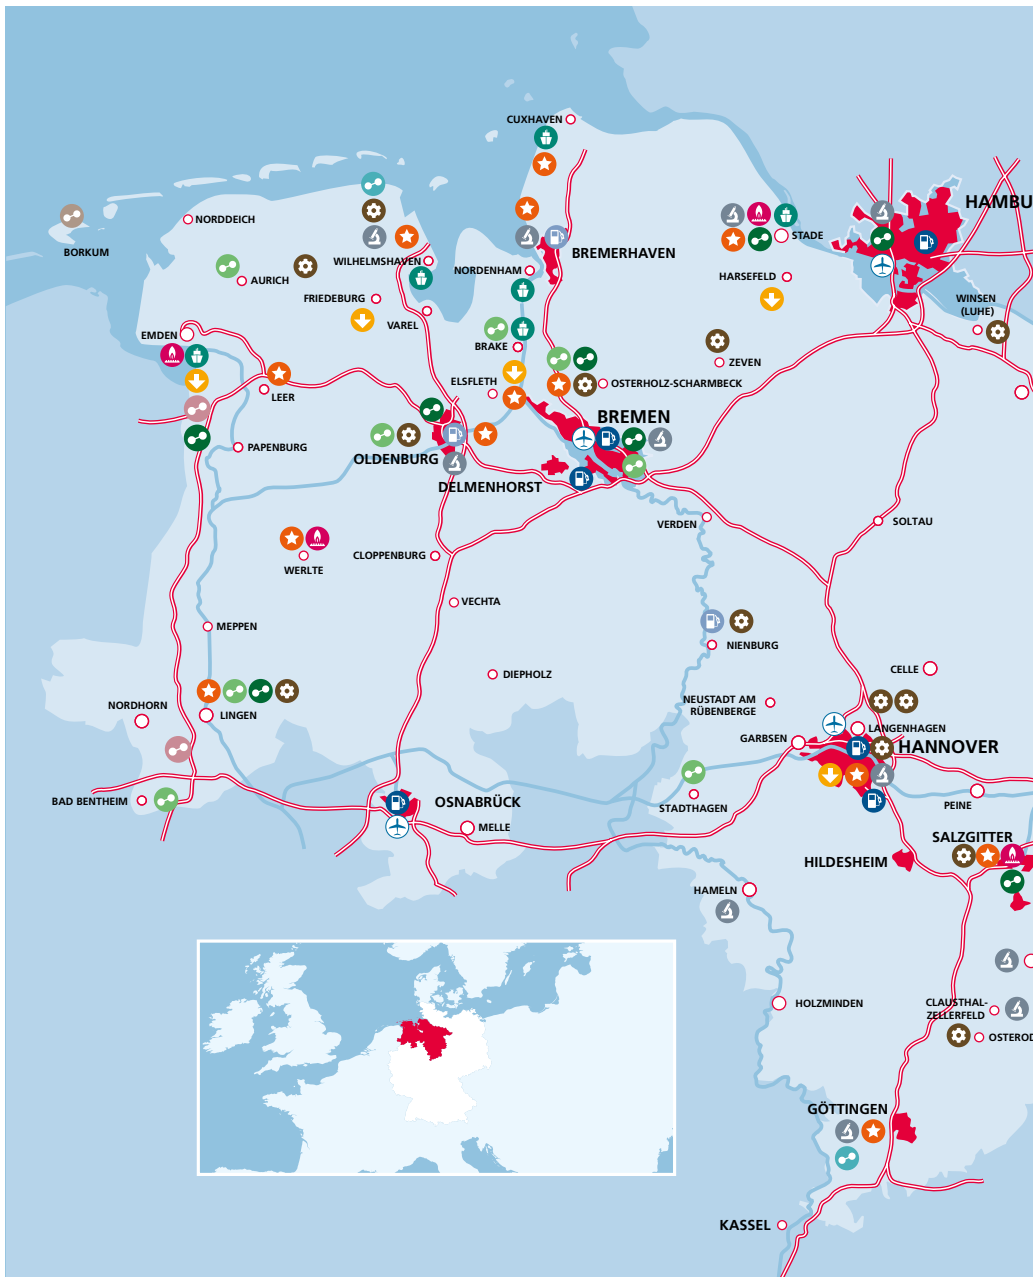 CUXHAVEN
HAMBU
NORDDEICH
STADE
BORKUM
WILHELMSHAVEN
BREMERHAVEN
NORDENHAM
AURICH
HARSEFELD
FRIEDEBURG
WINSEN
(LUHE)
VAREL
EMDEN
BRAKE
ZEVEN
ELSFLETH
OSTERHOLZ-SCHARMBECK
LEER
BREMEN
PAPENBURG
OLDENBURG
DELMENHORST
VERDEN
SOLTAU
CLOPPENBURG
WERLTE
VECHTA
MEPPEN
NIENBURG
DIEPHOLZ
CELLE
NEUSTADT AM
RÜBENBERGE
NORDHORN
LINGEN
LANGENHAGEN
GARBSEN
HANNOVER
BAD BENTHEIM
OSNABRÜCK
STADTHAGEN
PEINE
MELLE
SALZGITTER
HILDESHEIM
HAMELN
HOLZMINDEN
CLAUSTHAL-
ZELLERFELD
OSTEROD
GÖTTINGEN
KASSEL